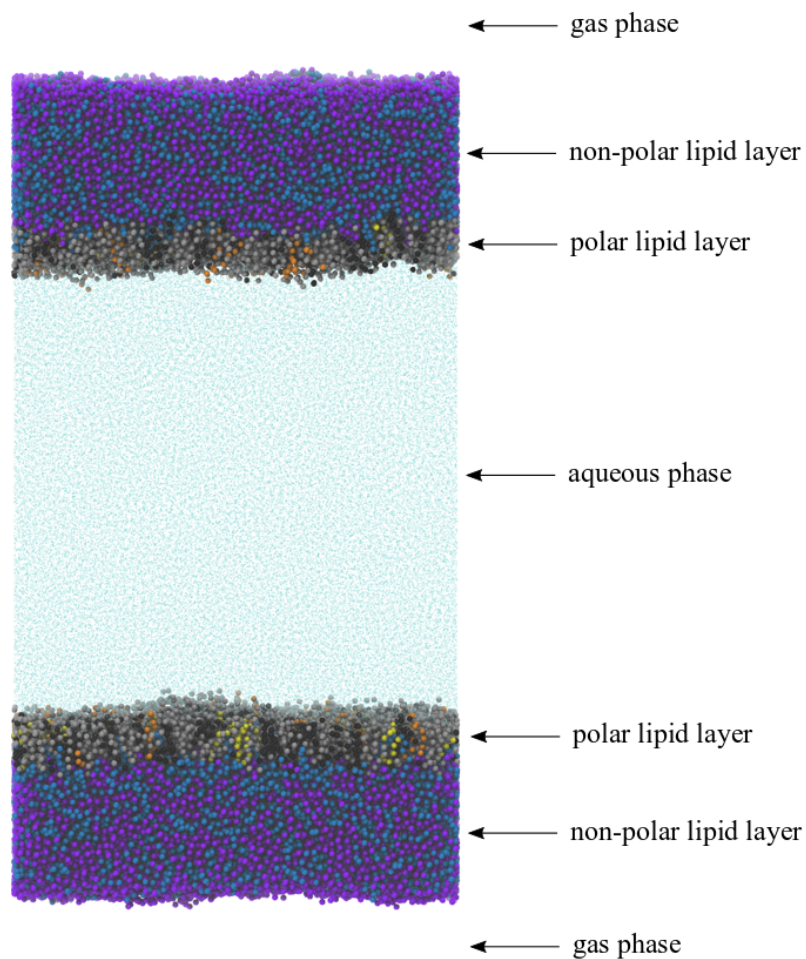 gas phase
non-polar lipid layer
polar lipid layer
aqueous phase
polar lipid layer
non-polar lipid layer
gas phase